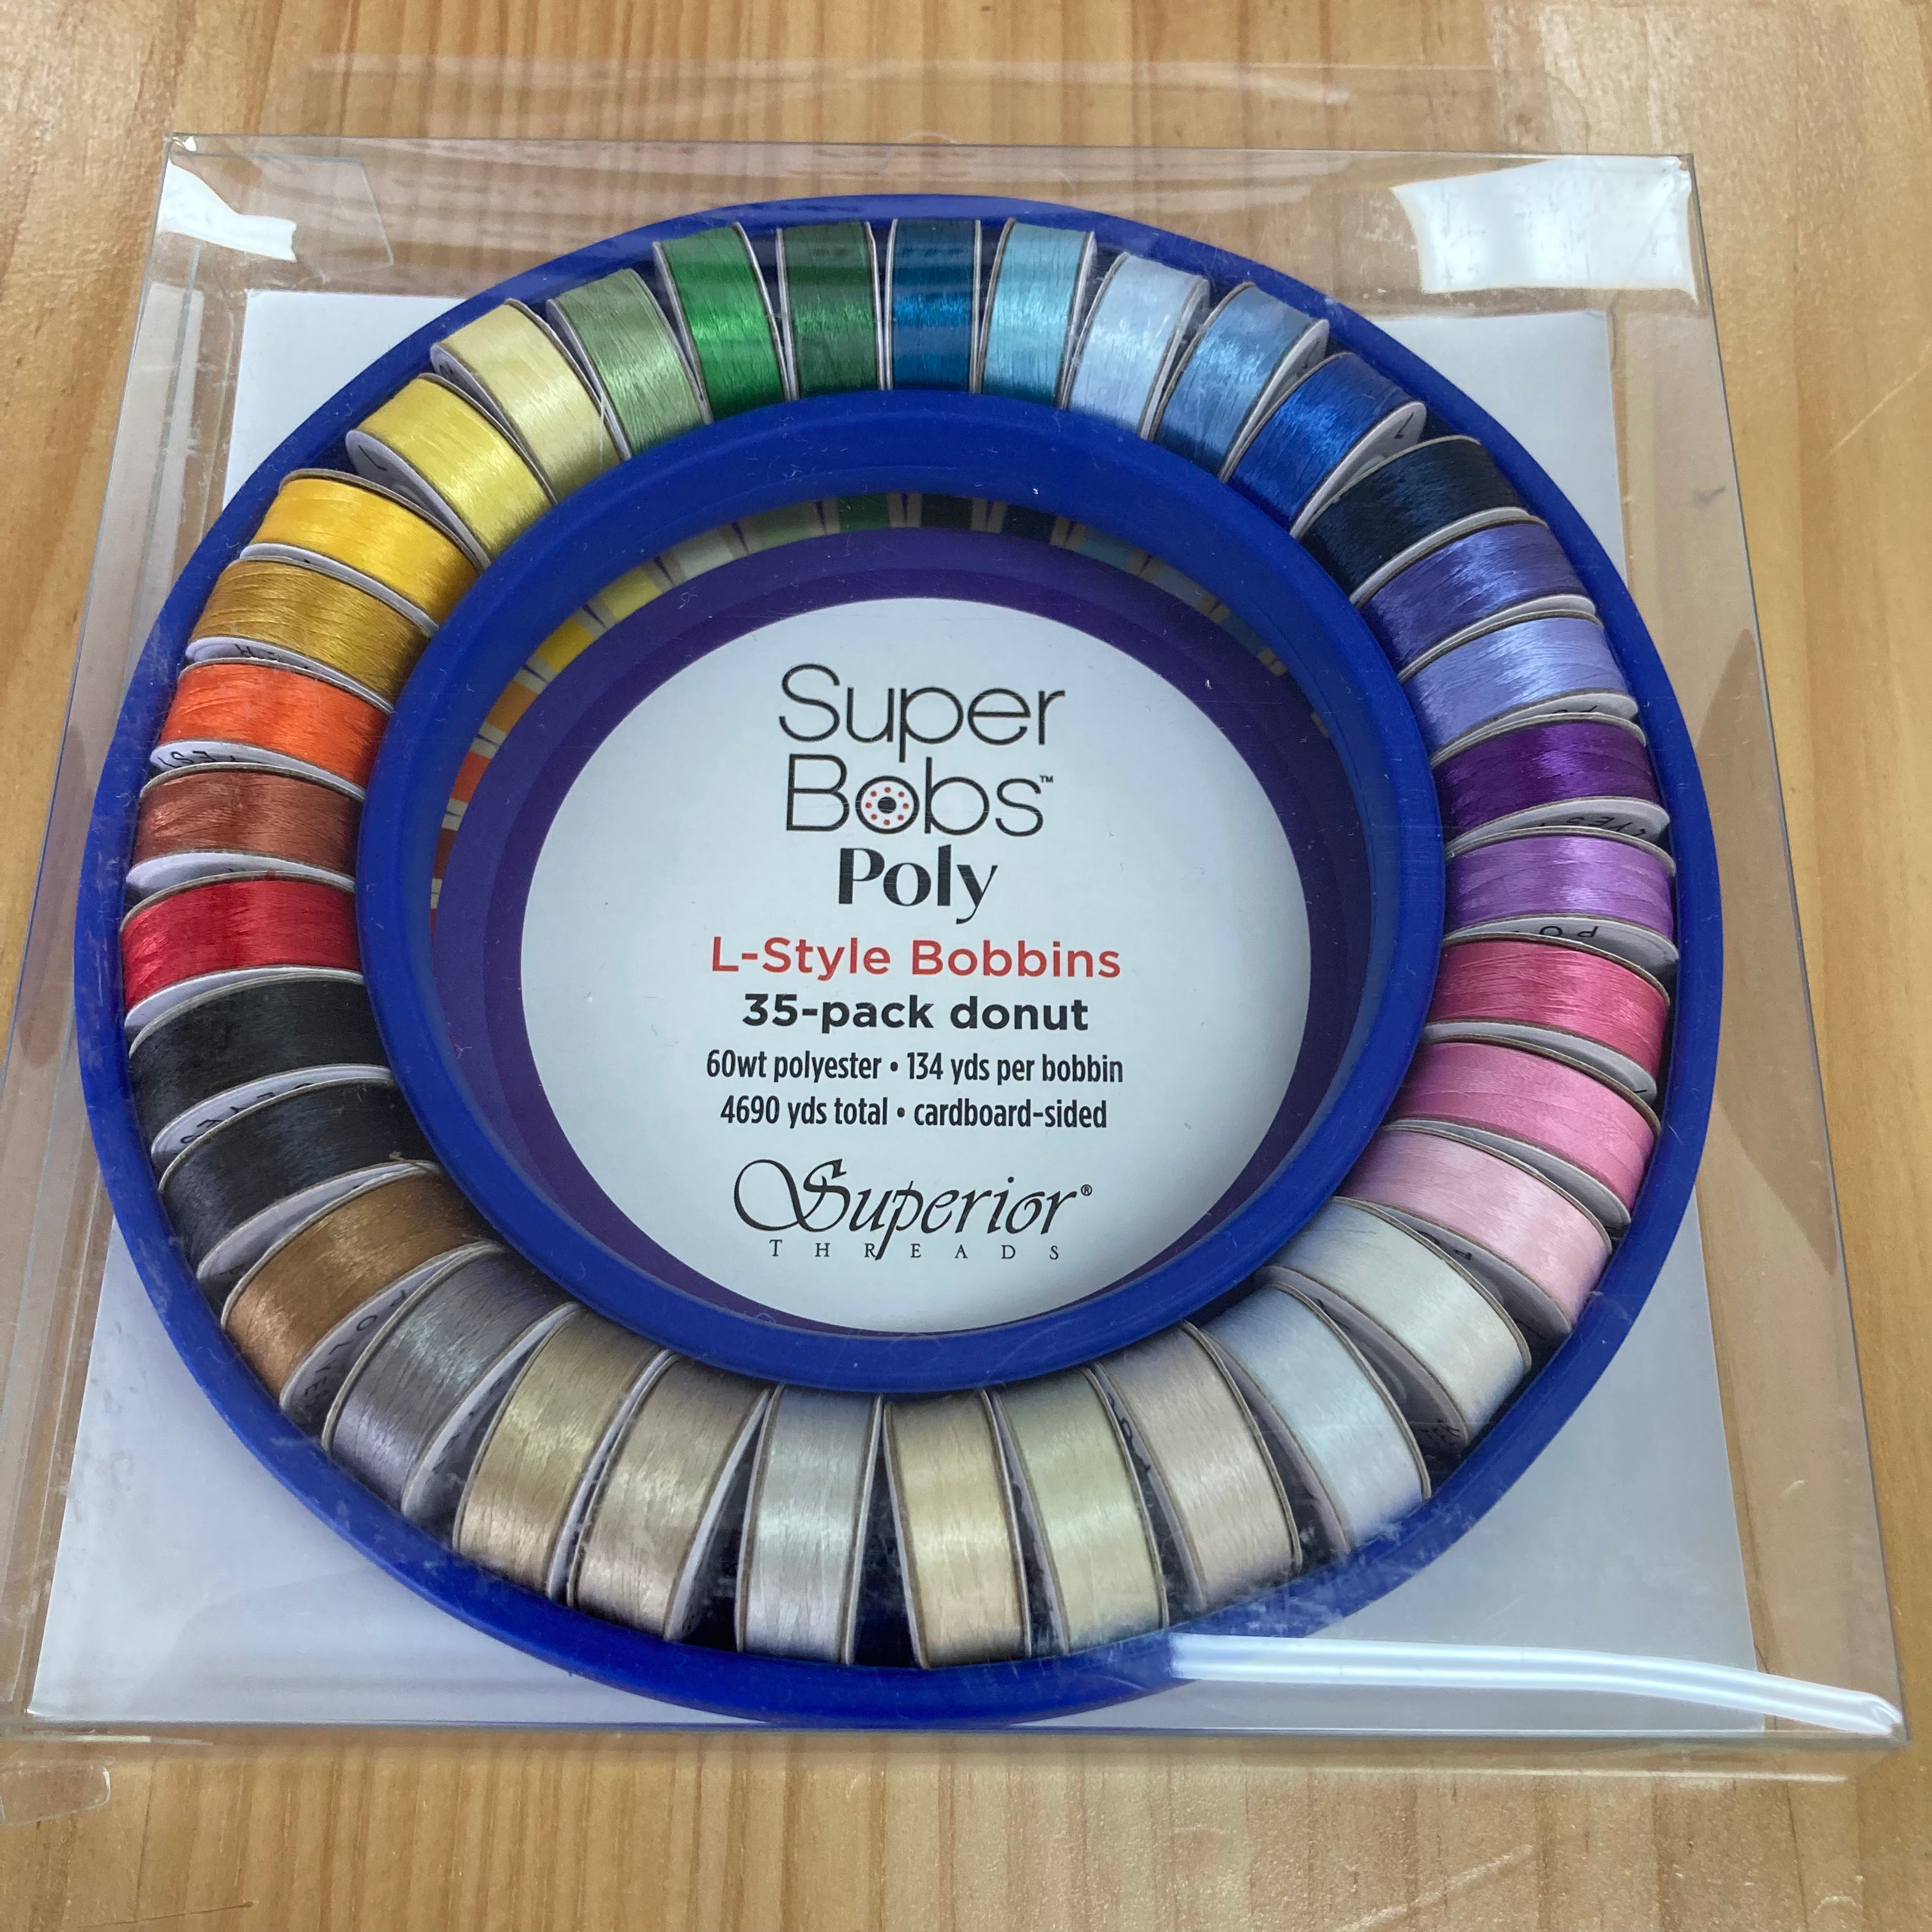 Super
Bobs™
Poly
L-Style Bobbins
35-pack donut
60wt polyester • 134 yds per bobbin
4690 yds total • cardboard-sided
Superior®
THREADS